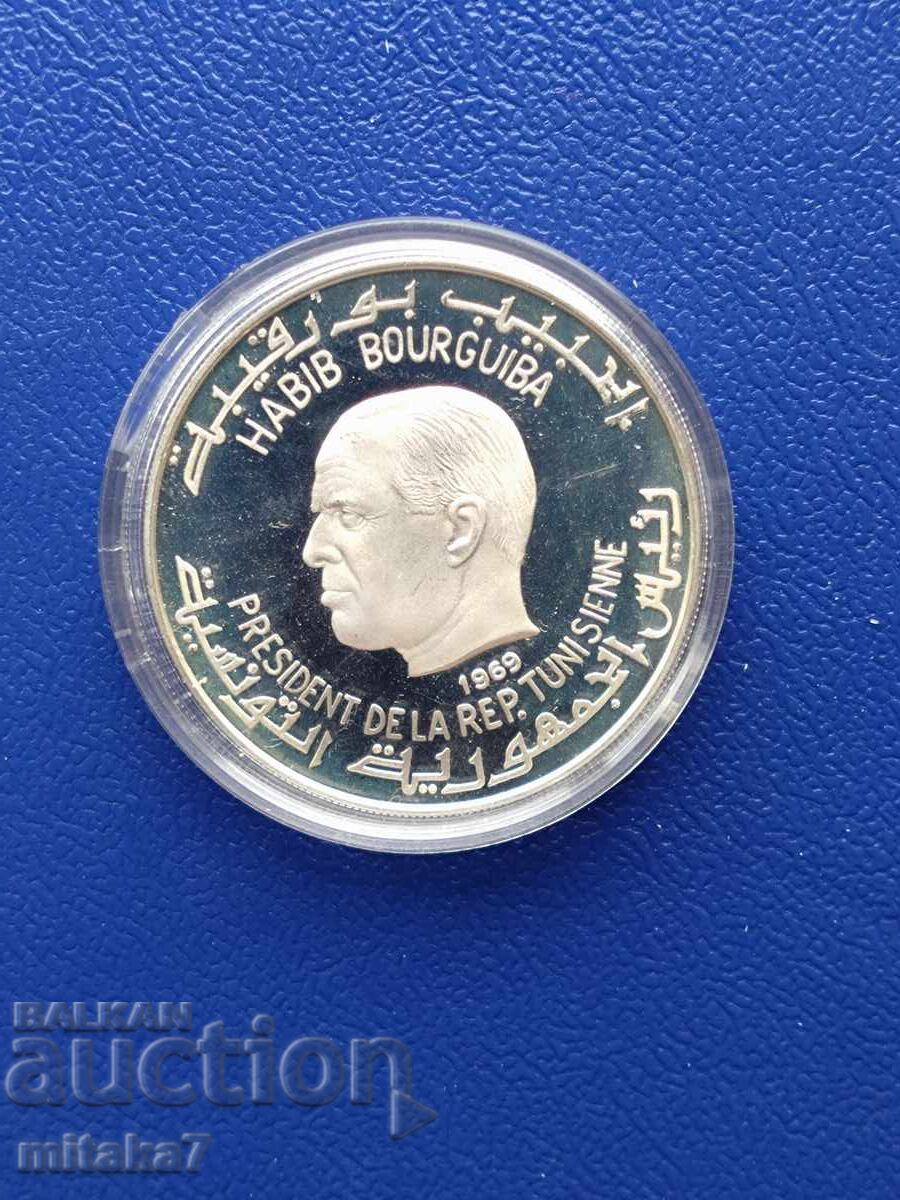 الحبيب بورقيبة
HABIB BOURGUIBA
1969
PRESIDENT DE LA REP. TUNISIENNE
رئيس الجمهورية التونسية
BALKAN
auction
mitaka7